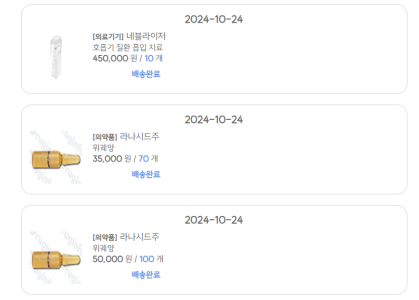 2024-10-24
[의료기기] 네블라이저
호흡기 질환 흡입 치료
450,000 원 / 10 개
배송완료
2024-10-24
[의약품] 라나시드주
위궤양
35,000 원 / 70 개
배송완료
2024-10-24
[의약품] 라나시드주
위궤양
50,000 원 / 100 개
배송완료